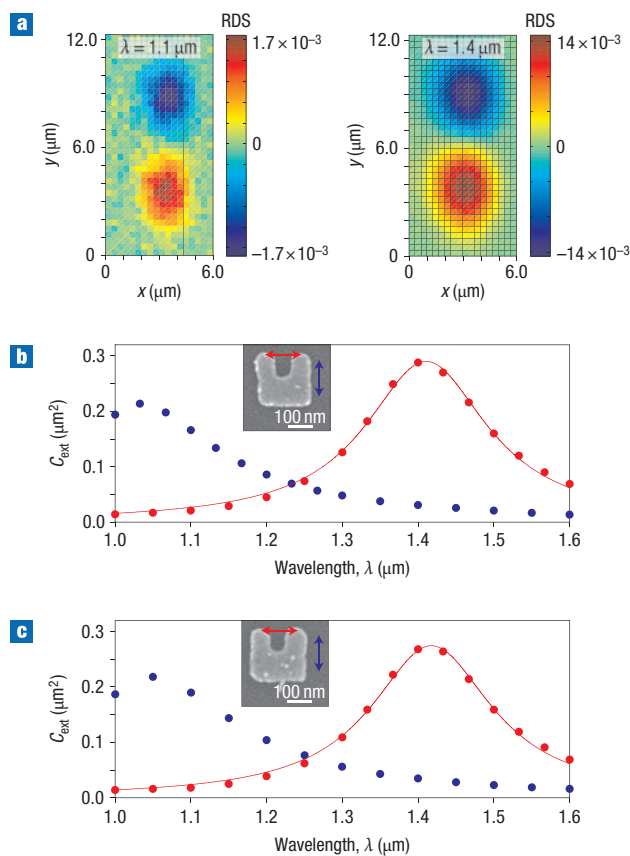 a
RDS
λ = 1.1 μm
1.7 × 10⁻³
0
−1.7 × 10⁻³
12.0
6.0
0
y (μm)
0
6.0
x (μm)
RDS
λ = 1.4 μm
14 × 10⁻³
0
−14 × 10⁻³
12.0
6.0
0
y (μm)
0
6.0
x (μm)
b
0.3
0.2
0.1
0.0
C_ext (μm²)
100 nm
1.0 1.1 1.2 1.3 1.4 1.5 1.6
Wavelength, λ (μm)
c
0.3
0.2
0.1
0.0
C_ext (μm²)
100 nm
1.0 1.1 1.2 1.3 1.4 1.5 1.6
Wavelength, λ (μm)